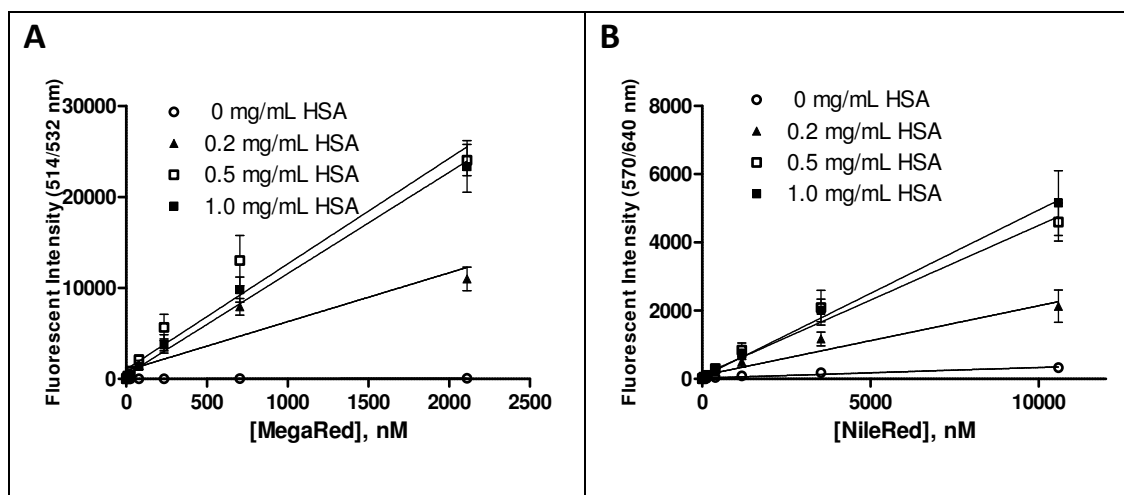 A
Fluorescent Intensity (514/532 nm)
30000
20000
10000
0
0 mg/mL HSA
0.2 mg/mL HSA
0.5 mg/mL HSA
1.0 mg/mL HSA
0 500 1000 1500 2000 2500
[MegaRed], nM
B
Fluorescent Intensity (570/640 nm)
8000
6000
4000
2000
0
0 mg/mL HSA
0.2 mg/mL HSA
0.5 mg/mL HSA
1.0 mg/mL HSA
0 5000 10000
[NileRed], nM